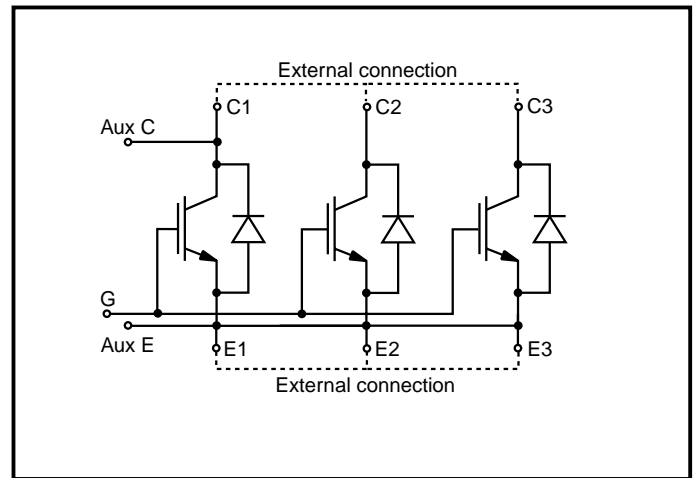 External connection
C1
C2
C3
Aux C
G
Aux E
E1
E2
E3
External connection